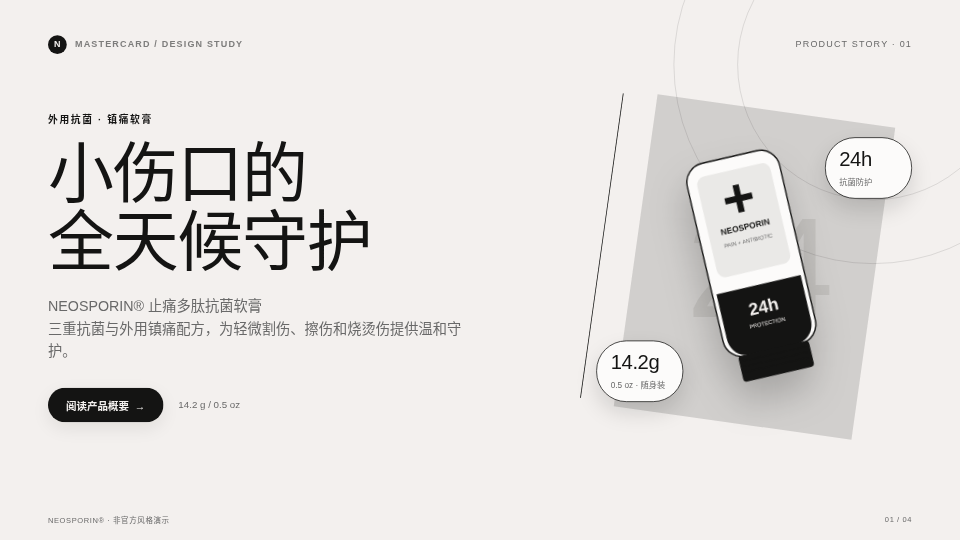 N MASTERCARD / DESIGN STUDY
PRODUCT STORY · 01
外用抗菌 · 镇痛软膏
小伤口的
全天候守护
NEOSPORIN® 止痛多肽抗菌软膏
三重抗菌与外用镇痛配方，为轻微割伤、擦伤和烧烫伤提供温和守
护。
阅读产品概要 →
14.2 g / 0.5 oz
24h
抗菌防护
NEOSPORIN
PAIN + ANTIBIOTIC
24
24h
PROTECTION
14.2g
0.5 oz · 随身装
NEOSPORIN® · 非官方风格演示
01 / 04